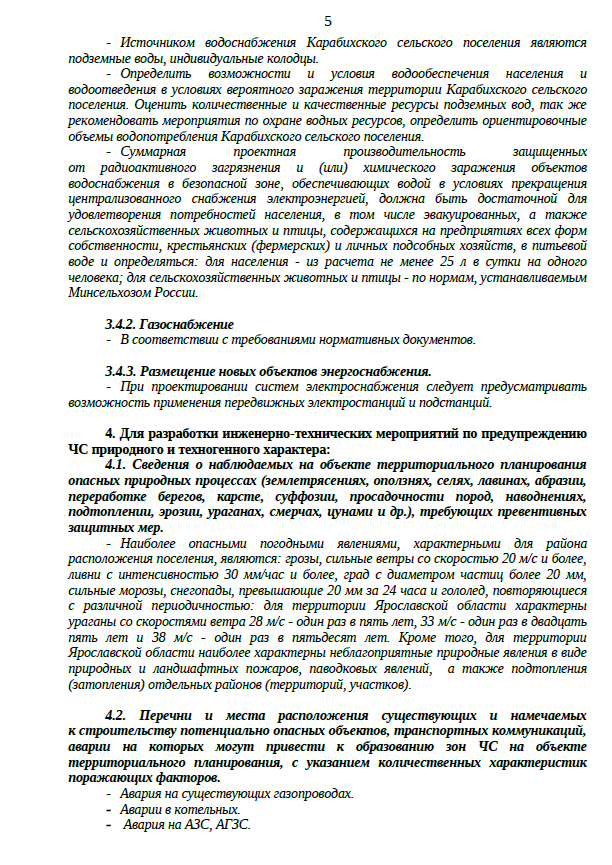 5
- Источником водоснабжения Карабихского сельского поселения являются
подземные воды, индивидуальные колодцы.
- Определить возможности и условия водообеспечения населения и
водоотведения в условиях вероятного заражения территории Карабихского сельского
поселения. Оценить количественные и качественные ресурсы подземных вод, так же
рекомендовать мероприятия по охране водных ресурсов, определить ориентировочные
объемы водопотребления Карабихского сельского поселения.
- Суммарная проектная производительность защищенных
от радиоактивного загрязнения и (или) химического заражения объектов
водоснабжения в безопасной зоне, обеспечивающих водой в условиях прекращения
централизованного снабжения электроэнергией, должна быть достаточной для
удовлетворения потребностей населения, в том числе эвакуированных, а также
сельскохозяйственных животных и птицы, содержащихся на предприятиях всех форм
собственности, крестьянских (фермерских) и личных подсобных хозяйств, в питьевой
воде и определяться: для населения - из расчета не менее 25 л в сутки на одного
человека; для сельскохозяйственных животных и птицы - по нормам, устанавливаемым
Минсельхозом России.
3.4.2. Газоснабжение
- В соответствии с требованиями нормативных документов.
3.4.3. Размещение новых объектов энергоснабжения.
- При проектировании систем электроснабжения следует предусматривать
возможность применения передвижных электростанций и подстанций.
4. Для разработки инженерно-технических мероприятий по предупреждению
ЧС природного и техногенного характера:
4.1. Сведения о наблюдаемых на объекте территориального планирования
опасных природных процессах (землетрясениях, оползнях, селях, лавинах, абразии,
переработке берегов, карсте, суффозии, просадочности пород, наводнениях,
подтоплении, эрозии, ураганах, смерчах, цунами и др.), требующих превентивных
защитных мер.
- Наиболее опасными погодными явлениями, характерными для района
расположения поселения, являются: грозы, сильные ветры со скоростью 20 м/с и более,
ливни с интенсивностью 30 мм/час и более, град с диаметром частиц более 20 мм,
сильные морозы, снегопады, превышающие 20 мм за 24 часа и гололед, повторяющиеся
с различной периодичностью: для территории Ярославской области характерны
ураганы со скоростями ветра 28 м/с - один раз в пять лет, 33 м/с - один раз в двадцать
пять лет и 38 м/с - один раз в пятьдесят лет. Кроме того, для территории
Ярославской области наиболее характерны неблагоприятные природные явления в виде
природных и ландшафтных пожаров, паводковых явлений, а также подтопления
(затопления) отдельных районов (территорий, участков).
4.2. Перечни и места расположения существующих и намечаемых
к строительству потенциально опасных объектов, транспортных коммуникаций,
аварии на которых могут привести к образованию зон ЧС на объекте
территориального планирования, с указанием количественных характеристик
поражающих факторов.
- Авария на существующих газопроводах.
- Аварии в котельных.
- Авария на АЗС, АГЗС.